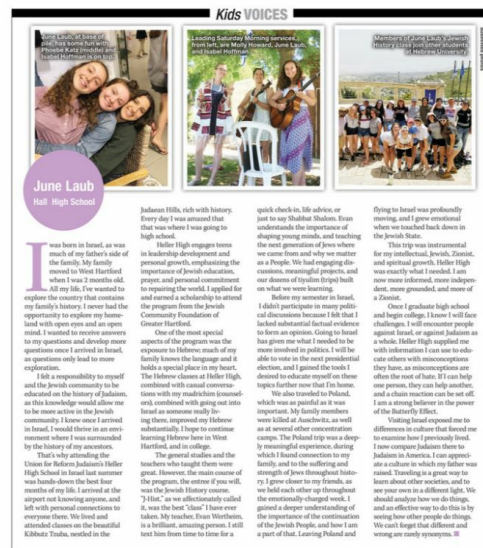 Kids VOICES
June Laub, at base of
pile, has some fun with
Phoebe Katz (middle) and
Isabel Hoffman is on top.
Leading Saturday Morning services,
from left, are Molly Howard, June Laub,
and Isabel Hoffman.
Members of June Laub's Jewish
History class join other students
at Hebrew University.
June Laub
Hall High School
I was born in Israel, as was
much of my father's side of
the family. My family
moved to West Hartford
when I was 2 months old.
All my life, I've wanted to
explore the country that contains
my family's history. I never had the
opportunity to explore my home-
land with open eyes and an open
mind. I wanted to receive answers
to my questions and develop more
questions once I arrived in Israel,
as questions only lead to more
exploration.
I felt a responsibility to myself
and the Jewish community to be
educated on the history of Judaism,
as this knowledge would allow me
to be more active in the Jewish
community. I knew once I arrived
in Israel, I would thrive in an envi-
ronment where I was surrounded
by the history of my ancestors.
That's why attending the
Union for Reform Judaism's Heller
High School in Israel last summer
was hands-down the best four
months of my life. I arrived at the
airport not knowing anyone, and
left with personal connections to
everyone there. We lived and
attended classes on the beautiful
Kibbutz Tzuba, nestled in the
Judaean Hills, rich with history.
Every day I was amazed that
that was where I was going to
high school.
Heller High engages teens
in leadership development and
personal growth, emphasizing the
importance of Jewish education,
prayer, and personal commitment
to repairing the world. I applied for
and earned a scholarship to attend
the program from the Jewish
Community Foundation of
Greater Hartford.
One of the most special
aspects of the program was the
exposure to Hebrew; much of my
family knows the language and it
holds a special place in my heart.
The Hebrew classes at Heller High,
combined with casual conversa-
tions with my madrichim (counsel-
ors), combined with going out into
Israel as someone really liv-
ing there, improved my Hebrew
substantially. I hope to continue
learning Hebrew here in West
Hartford, and in college.
The general studies and the
teachers who taught them were
great. However, the main course of
the program, the entree if you will,
was the Jewish History course.
"J-Hist," as we affectionately called
it, was the best "class" I have ever
taken. My teacher, Evan Wertheim,
is a brilliant, amazing person. I still
text him from time to time for a
quick check-in, life advice, or
just to say Shabbat Shalom. Evan
understands the importance of
shaping young minds, and teaching
the next generation of Jews where
we came from and why we matter
as a People. We had engaging dis-
cussions, meaningful projects, and
our dozens of tiyulim (trips) built
on what we were learning.
Before my semester in Israel,
I didn't participate in many politi-
cal discussions because I felt that I
lacked substantial factual evidence
to form an opinion. Going to Israel
has given me what I needed to be
more involved in politics. I will be
able to vote in the next presidential
election, and I gained the tools I
desired to educate myself on these
topics further now that I'm home.
We also traveled to Poland,
which was as painful as it was
important. My family members
were killed at Auschwitz, as well
as at several other concentration
camps. The Poland trip was a deep-
ly meaningful experience, during
which I found connection to my
family, and to the suffering and
strength of Jews throughout histo-
ry. I grew closer to my friends, as
we held each other up throughout
the emotionally-charged week. I
gained a deeper understanding of
the importance of the continuation
of the Jewish People, and how I am
a part of that. Leaving Poland and
flying to Israel was profoundly
moving, and I grew emotional
when we touched back down in
the Jewish State.
This trip was instrumental
for my intellectual, Jewish, Zionist,
and spiritual growth. Heller High
was exactly what I needed. I am
now more informed, more indepen-
dent, more grounded, and more of
a Zionist.
Once I graduate high school
and begin college, I know I will face
challenges. I will encounter people
against Israel, or against Judaism as
a whole. Heller High supplied me
with information I can use to edu-
cate others with misconceptions
they have, as misconceptions are
often the root of hate. If I can help
one person, they can help another,
and a chain reaction can be set off.
I am a strong believer in the power
of the Butterfly Effect.
Visiting Israel exposed me to
differences in culture that forced me
to examine how I previously lived.
I now compare Judaism there to
Judaism in America. I can appreci-
ate a culture in which my father was
raised. Traveling is a great way to
learn about other societies, and to
see your own in a different light. We
should analyze how we do things,
and an effective way to do this is by
seeing how other people do things.
We can't forget that different and
wrong are rarely synonyms.